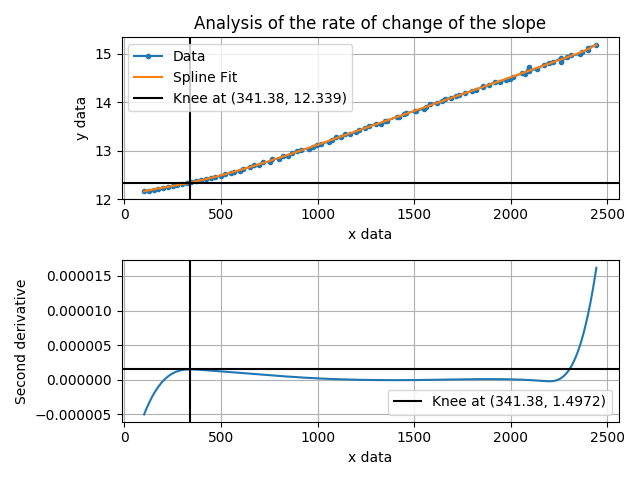 Analysis of the rate of change of the slope
15
14
13
12
y data
Data
Spline Fit
Knee at (341.38, 12.339)
0 500 1000 1500 2000 2500
x data
0.000015
0.000010
0.000005
0.000000
−0.000005
Second derivative
Knee at (341.38, 1.4972)
0 500 1000 1500 2000 2500
x data